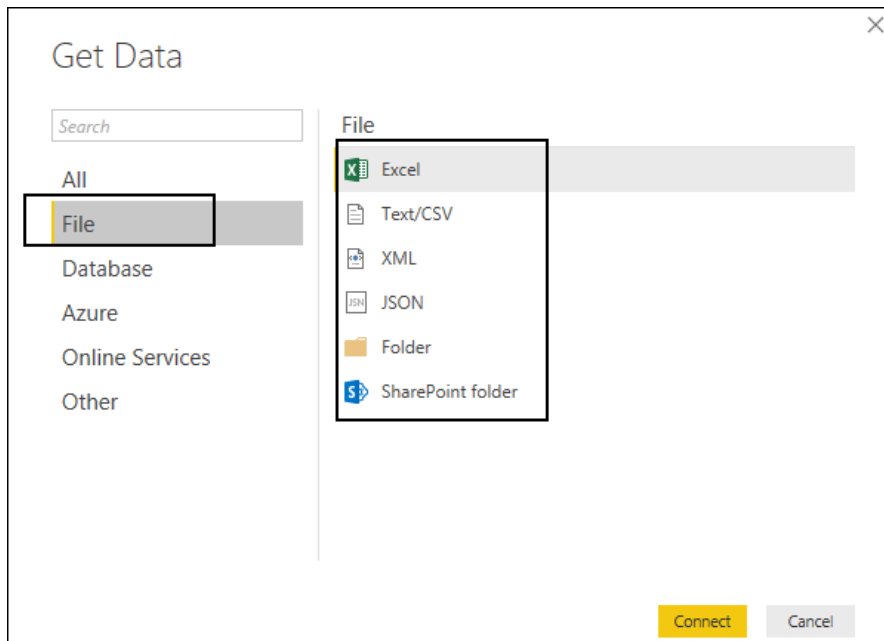 Get Data
Search
All
File
Database
Azure
Online Services
Other
File
Excel
Text/CSV
XML
JSN JSON
Folder
SharePoint folder
Connect Cancel